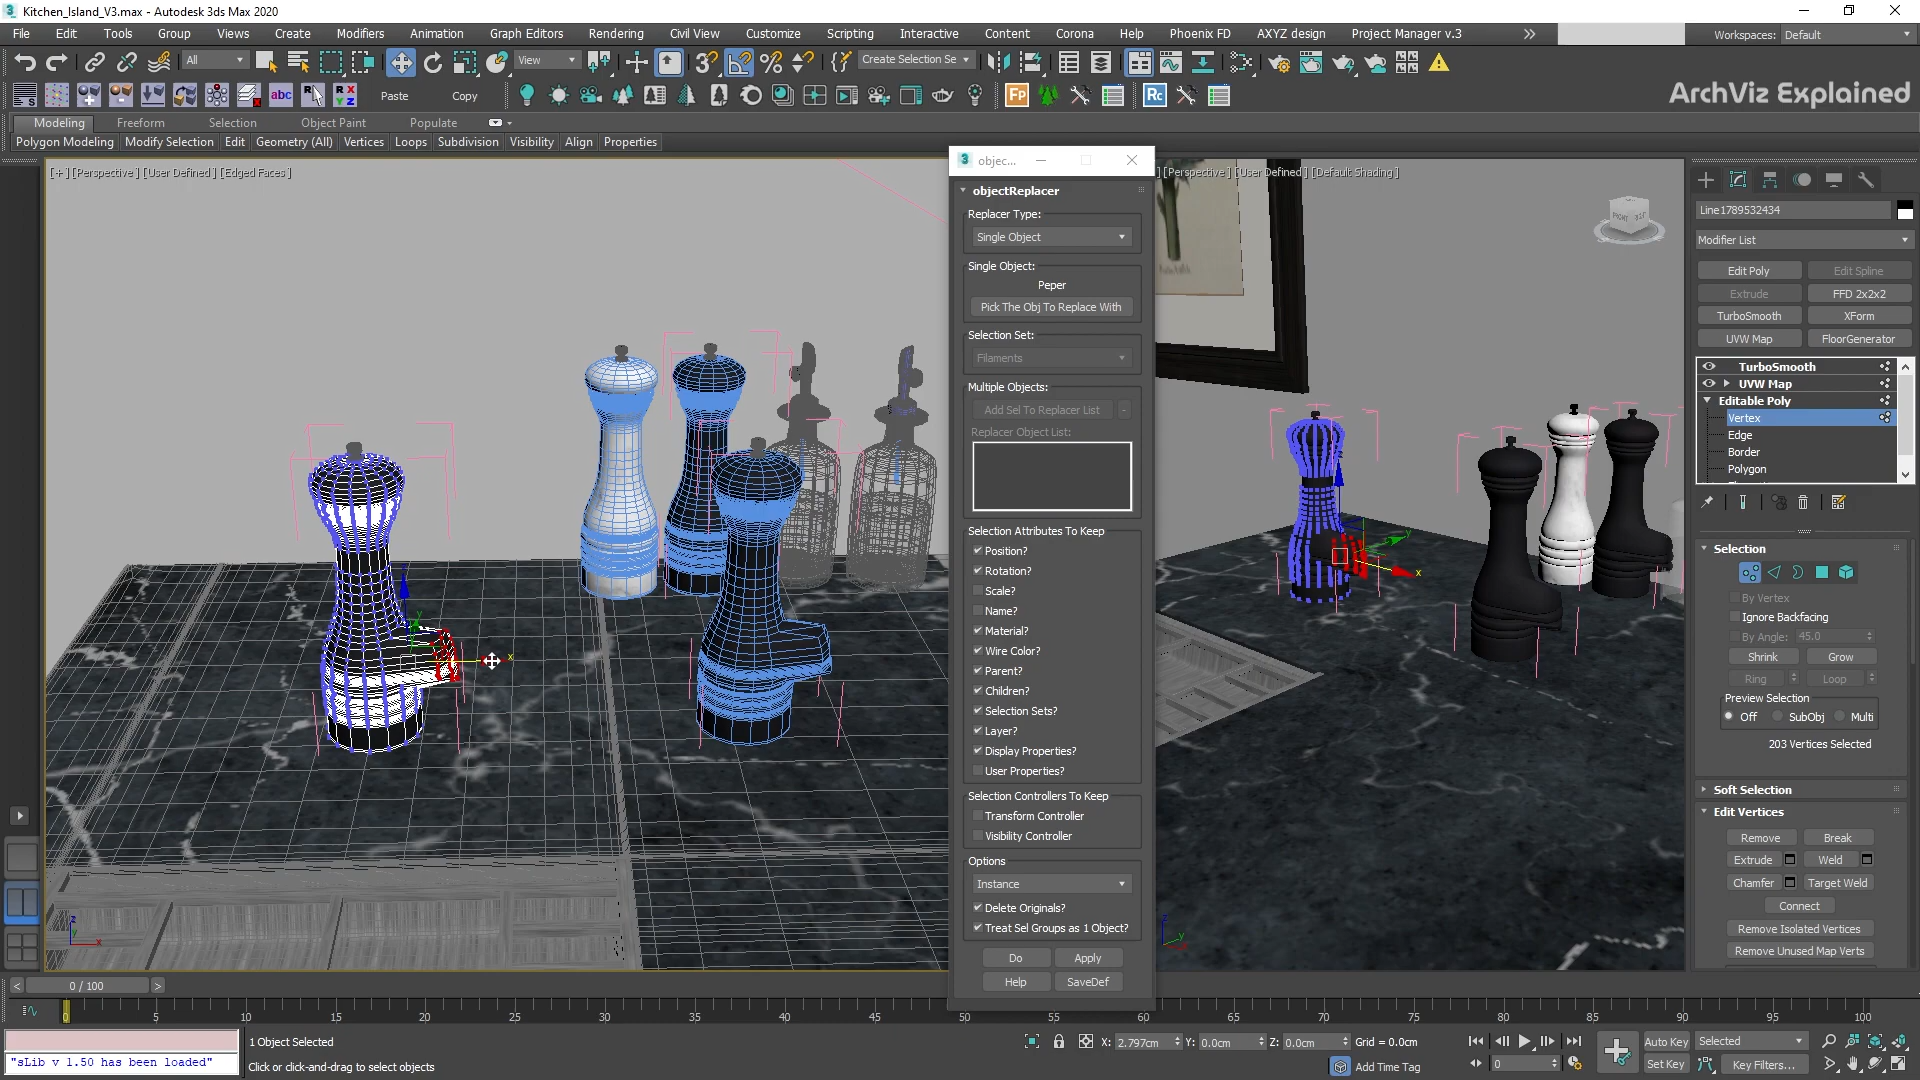 Kitchen_Island_V3.max - Autodesk 3ds Max 2020
File Edit Tools Group Views Create Modifiers Animation Graph Editors Rendering Civil View Customize Scripting Interactive Content Corona Help Phoenix FD AXYZ design Project Manager v.3 Workspaces: Default
All View Create Selection Se
abc Paste Copy Fp Rc
ArchViz Explained
Modeling Freeform Selection Object Paint Populate
Polygon Modeling Modify Selection Edit Geometry (All) Vertices Loops Subdivision Visibility Align Properties
[+] [Perspective] [User Defined] [Edged Faces]
] [Perspective] [User Defined] [Default Shading]
objec...
objectReplacer
Replacer Type:
Single Object
Single Object:
Peper
Pick The Obj To Replace With
Selection Set:
Filaments
Multiple Objects:
Add Sel To Replacer List -
Replacer Object List:
Selection Attributes To Keep
Position?
Rotation?
Scale?
Name?
Material?
Wire Color?
Parent?
Children?
Selection Sets?
Layer?
Display Properties?
User Properties?
Selection Controllers To Keep
Transform Controller
Visibility Controller
Options
Instance
Delete Originals?
Treat Sel Groups as 1 Object?
Do Apply
Help SaveDef
FRONT
Line1789532434
Modifier List
Edit Poly Edit Spline
Extrude FFD 2x2x2
TurboSmooth XForm
UVW Map FloorGenerator
TurboSmooth
UVW Map
Editable Poly
Vertex
Edge
Border
Polygon
Selection
By Vertex
Ignore Backfacing
By Angle: 45.0
Shrink Grow
Ring Loop
Preview Selection
Off SubObj Multi
203 Vertices Selected
Soft Selection
Edit Vertices
Remove Break
Extrude Weld
Chamfer Target Weld
Connect
Remove Isolated Vertices
Remove Unused Map Verts
< 0 / 100 >
0 5 10 15 20 25 30 35 40 45 50 55 60 65 70 75 80 85 90 95 100
1 Object Selected
X: 2.797cm Y: 0.0cm Z: 0.0cm Grid = 0.0cm
Auto Key Selected
"sLib v 1.50 has been loaded"
Click or click-and-drag to select objects
Add Time Tag
0
Set Key Key Filters...